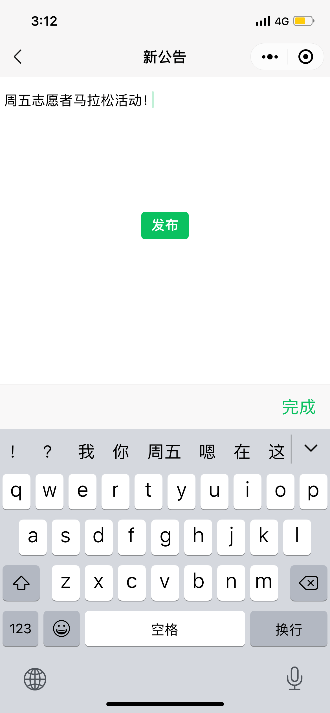 3:12 4G
新公告
周五志愿者马拉松活动！
发布
完成
！ ？ 我 你 周五 嗯 在 这
q w e r t y u i o p
a s d f g h j k l
z x c v b n m
123 空格 换行